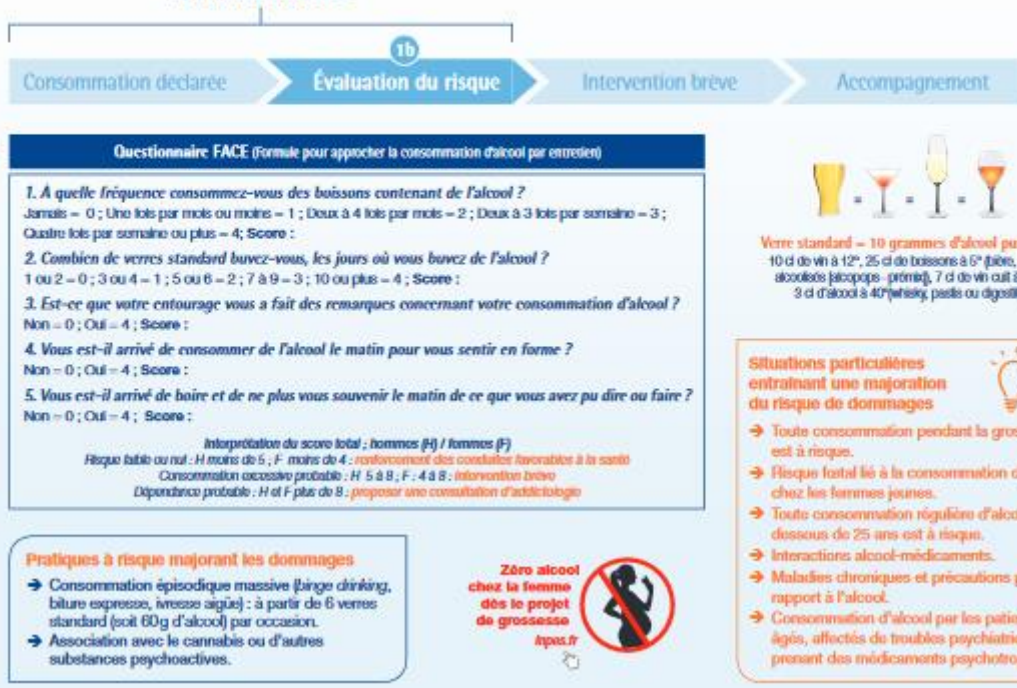 1b
Consommation déclarée
Évaluation du risque
Intervention brève
Accompagnement
Questionnaire FACE (Formule pour approcher la consommation d'alcool par entretien)
1. À quelle fréquence consommez-vous des boissons contenant de l'alcool ?
Jamais = 0 ; Une fois par mois ou moins = 1 ; Deux à 4 fois par mois = 2 ; Deux à 3 fois par semaine = 3 ;
Quatre fois par semaine ou plus = 4; Score :
2. Combien de verres standard buvez-vous, les jours où vous buvez de l'alcool ?
1 ou 2 = 0 ; 3 ou 4 = 1 ; 5 ou 6 = 2 ; 7 à 9 = 3 ; 10 ou plus = 4 ; Score :
3. Est-ce que votre entourage vous a fait des remarques concernant votre consommation d'alcool ?
Non = 0 ; Oui = 4 ; Score :
4. Vous est-il arrivé de consommer de l'alcool le matin pour vous sentir en forme ?
Non = 0 ; Oui = 4 ; Score :
5. Vous est-il arrivé de boire et de ne plus vous souvenir le matin de ce que vous avez pu dire ou faire ?
Non = 0 ; Oui = 4 ; Score :
Interprétation du score total ; hommes (H) / femmes (F)
Risque faible ou nul : H moins de 5 ; F moins de 4 : renforcement des conduites favorables à la santé
Consommation excessive probable : H 5 à 8 ; F : 4 à 8 : intervention brève
Dépendance probable : H et F plus de 8 : proposer une consultation d'addictologie
Pratiques à risque majorant les dommages
➔ Consommation épisodique massive (binge drinking,
biture expresse, ivresse aigüe) : à partir de 6 verres
standard (soit 60g d'alcool) par occasion.
➔ Association avec le cannabis ou d'autres
substances psychoactives.
Zéro alcool
chez la femme
dès le projet
de grossesse
Inpes.fr
= = =
Verre standard = 10 grammes d'alcool pu
10 cl de vin à 12°, 25 cl de boissons à 5° (bière,
alcoolisés (alcopops - prémix), 7 cl de vin cuit à
3 cl d'alcool à 40° (whisky, pastis ou digesti
Situations particulières
entraînant une majoration
du risque de dommages
➔ Toute consommation pendant la gros
est à risque.
➔ Risque fœtal lié à la consommation d
chez les femmes jeunes.
➔ Toute consommation régulière d'alco
dessous de 25 ans est à risque.
➔ Interactions alcool-médicaments.
➔ Maladies chroniques et précautions p
rapport à l'alcool.
➔ Consommation d'alcool par les patie
âgés, affectés de troubles psychiatri
prenant des médicaments psychotro